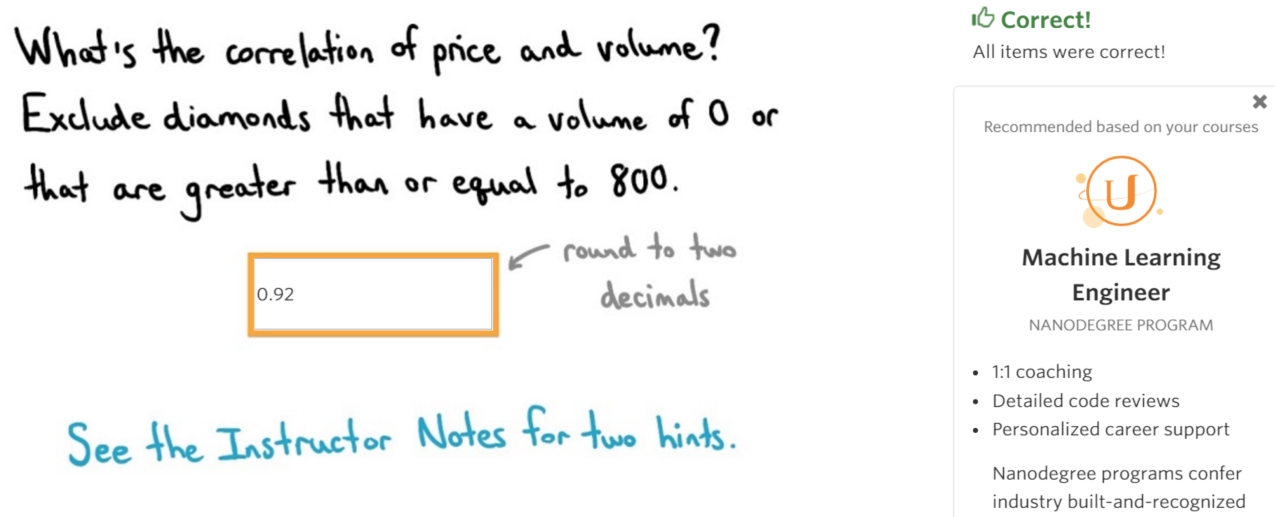 What's the correlation of price and volume?
Exclude diamonds that have a volume of 0 or
that are greater than or equal to 800.
0.92
round to two
decimals
See the Instructor Notes for two hints.
Correct!
All items were correct!
Recommended based on your courses
U
Machine Learning
Engineer
NANODEGREE PROGRAM
• 1:1 coaching
• Detailed code reviews
• Personalized career support
Nanodegree programs confer
industry built-and-recognized